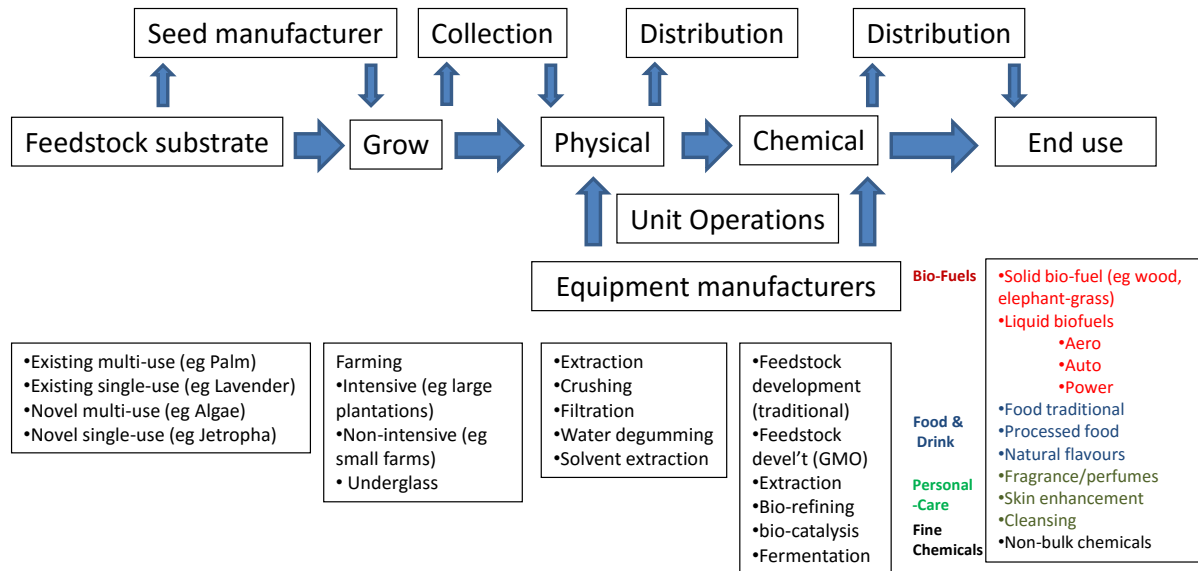 Seed manufacturer
Collection
Distribution
Distribution
Feedstock substrate
Grow
Physical
Chemical
End use
Unit Operations
Equipment manufacturers
•Existing multi-use (eg Palm)
•Existing single-use (eg Lavender)
•Novel multi-use (eg Algae)
•Novel single-use (eg Jetropha)
Farming
•Intensive (eg large
plantations)
•Non-intensive (eg
small farms)
• Underglass
•Extraction
•Crushing
•Filtration
•Water degumming
•Solvent extraction
•Feedstock
development
(traditional)
•Feedstock
devel’t (GMO)
•Extraction
•Bio-refining
•bio-catalysis
•Fermentation
Bio-Fuels
Food &
Drink
Personal
-Care
Fine
Chemicals
•Solid bio-fuel (eg wood,
elephant-grass)
•Liquid biofuels
•Aero
•Auto
•Power
•Food traditional
•Processed food
•Natural flavours
•Fragrance/perfumes
•Skin enhancement
•Cleansing
•Non-bulk chemicals